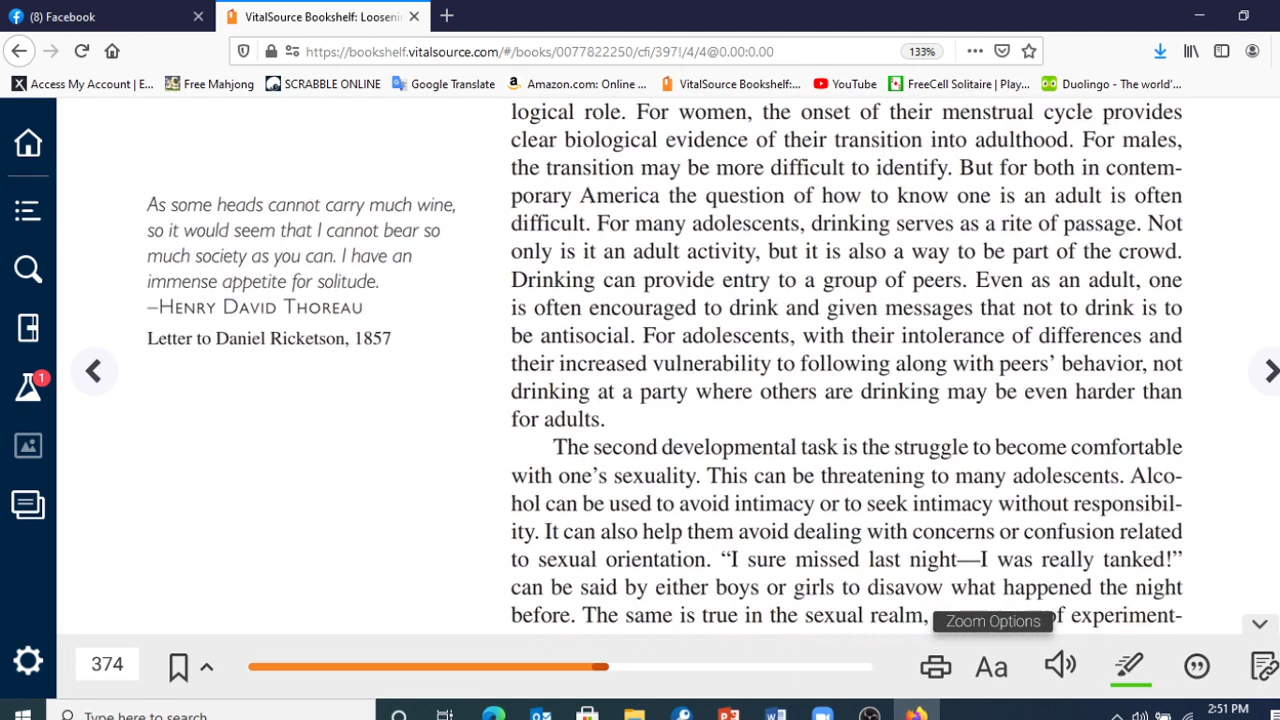 (8) Facebook
VitalSource Bookshelf: Loosenin
https://bookshelf.vitalsource.com/#/books/0077822250/cfi/397!/4/4@0.00:0.00
133%
Access My Account | E...
Free Mahjong
SCRABBLE ONLINE
Google Translate
Amazon.com: Online ...
VitalSource Bookshelf:...
YouTube
FreeCell Solitaire | Play...
Duolingo - The world'...
1
As some heads cannot carry much wine,
so it would seem that I cannot bear so
much society as you can. I have an
immense appetite for solitude.
–HENRY DAVID THOREAU
Letter to Daniel Ricketson, 1857
logical role. For women, the onset of their menstrual cycle provides
clear biological evidence of their transition into adulthood. For males,
the transition may be more difficult to identify. But for both in contem-
porary America the question of how to know one is an adult is often
difficult. For many adolescents, drinking serves as a rite of passage. Not
only is it an adult activity, but it is also a way to be part of the crowd.
Drinking can provide entry to a group of peers. Even as an adult, one
is often encouraged to drink and given messages that not to drink is to
be antisocial. For adolescents, with their intolerance of differences and
their increased vulnerability to following along with peers' behavior, not
drinking at a party where others are drinking may be even harder than
for adults.
The second developmental task is the struggle to become comfortable
with one's sexuality. This can be threatening to many adolescents. Alco-
hol can be used to avoid intimacy or to seek intimacy without responsibil-
ity. It can also help them avoid dealing with concerns or confusion related
to sexual orientation. "I sure missed last night—I was really tanked!"
can be said by either boys or girls to disavow what happened the night
before. The same is true in the sexual realm, of experiment-
Zoom Options
374
Aa
Type here to search
2:51 PM